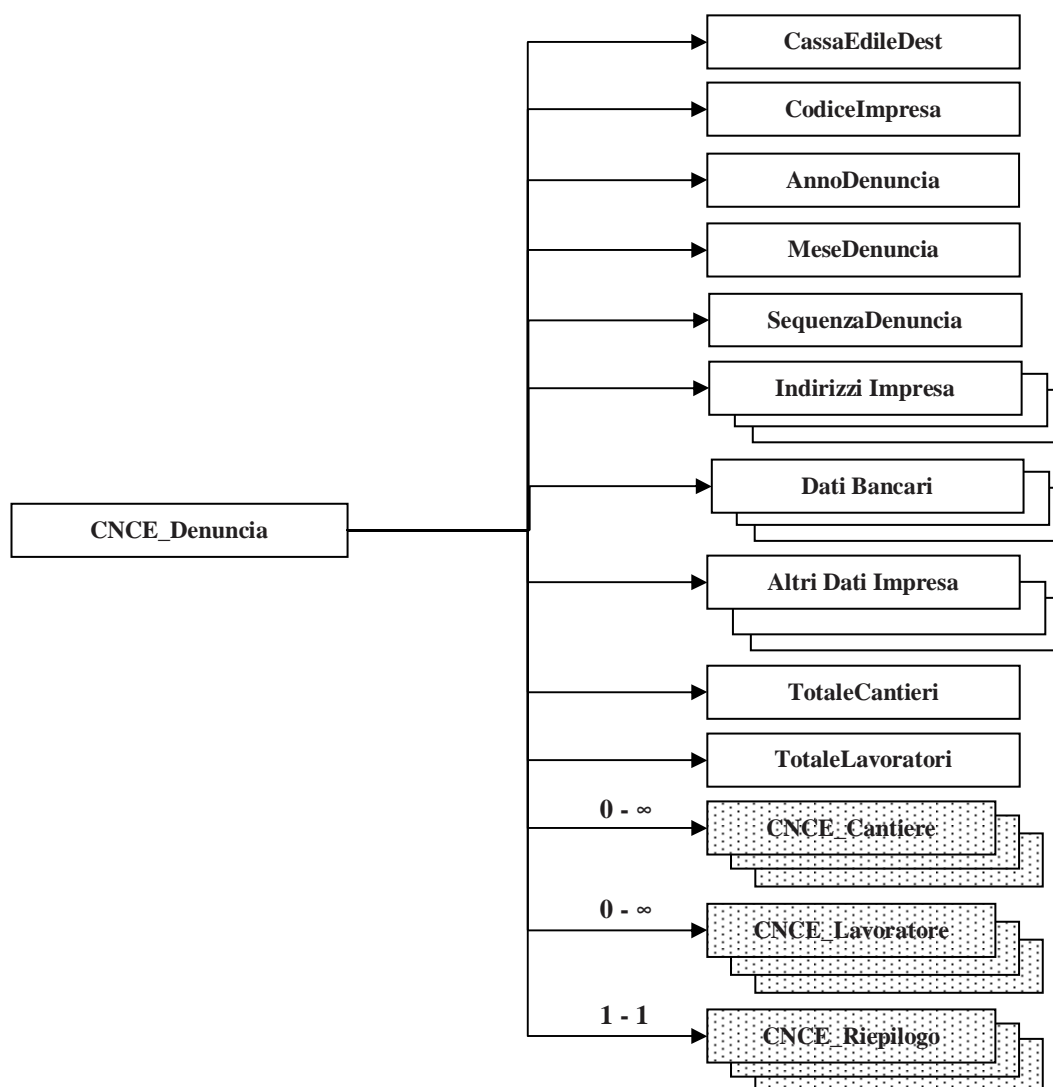 CassaEdileDest
CodiceImpresa
AnnoDenuncia
MeseDenuncia
SequenzaDenuncia
Indirizzi Impresa
Dati Bancari
CNCE_Denuncia
Altri Dati Impresa
TotaleCantieri
TotaleLavoratori
0 - ∞
CNCE_Cantiere
0 - ∞
CNCE_Lavoratore
1 - 1
CNCE_Riepilogo